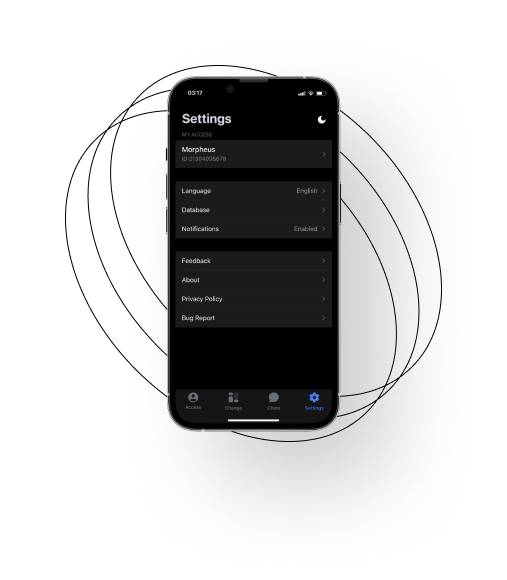 03:17
Settings
MY ACCESS
Morpheus
ID:21304995678
Language English
Database
Notifications Enabled
Feedback
About
Privacy Policy
Bug Report
Access Change Chats Settings